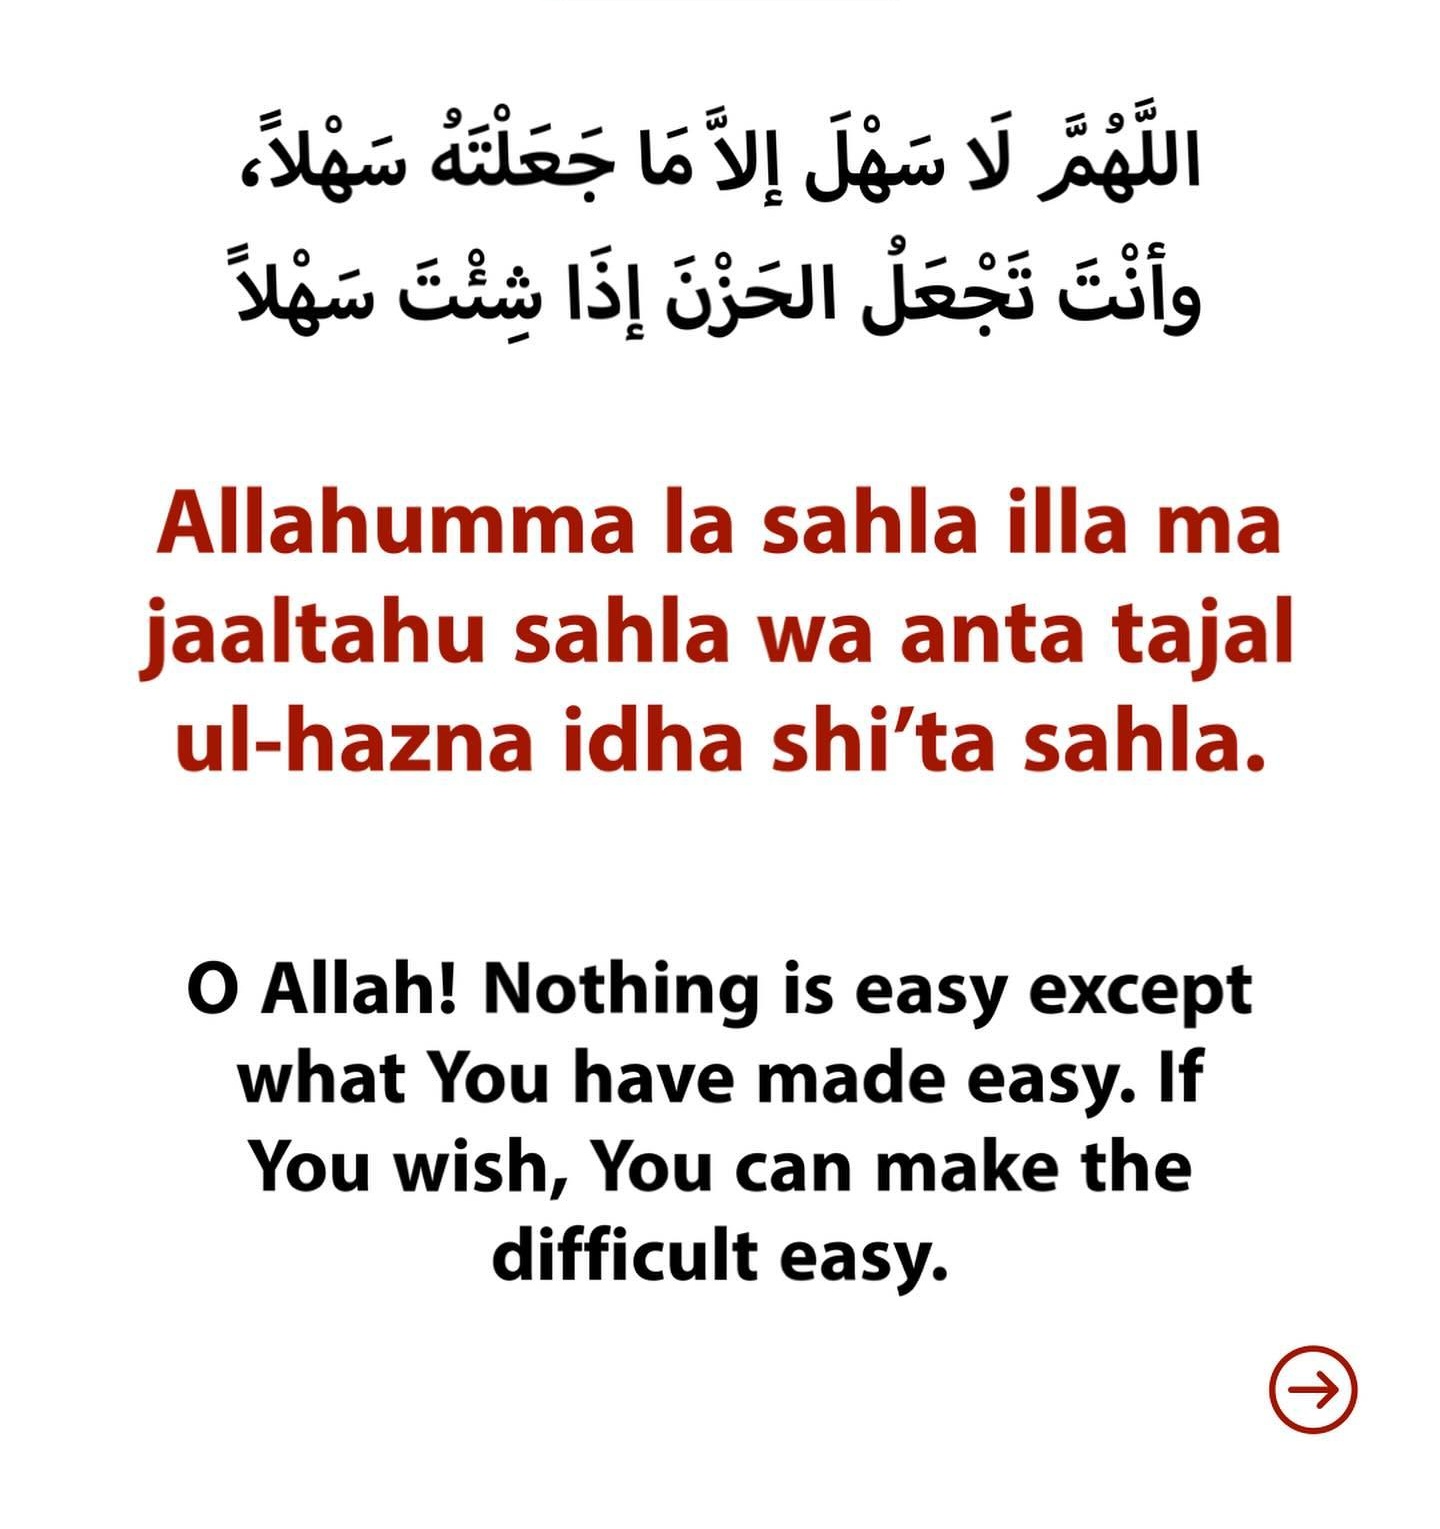 اللَّهُمَّ لَا سَهْلَ إلاَّ مَا جَعَلْتَهُ سَهْلاً،
وأنْتَ تَجْعَلُ الحَزْنَ إذَا شِئْتَ سَهْلاً
Allahumma la sahla illa ma
jaaltahu sahla wa anta tajal
ul-hazna idha shi’ta sahla.
O Allah! Nothing is easy except
what You have made easy. If
You wish, You can make the
difficult easy.